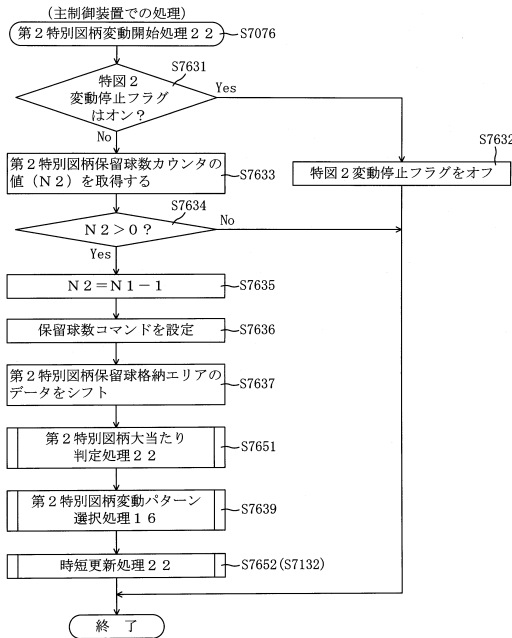 (主制御装置での処理)
第2特別図柄変動開始処理22
S7076
特図2
変動停止フラグ
はオン?
S7631
Yes
No
S7632
特図2変動停止フラグをオフ
第2特別図柄保留球数カウンタの
値(N2)を取得する
S7633
N2>0?
S7634
No
Yes
N2=N1-1
S7635
保留球数コマンドを設定
S7636
第2特別図柄保留球格納エリアの
データをシフト
S7637
第2特別図柄大当たり
判定処理22
S7651
第2特別図柄変動パターン
選択処理16
S7639
時短更新処理22
S7652(S7132)
終 了